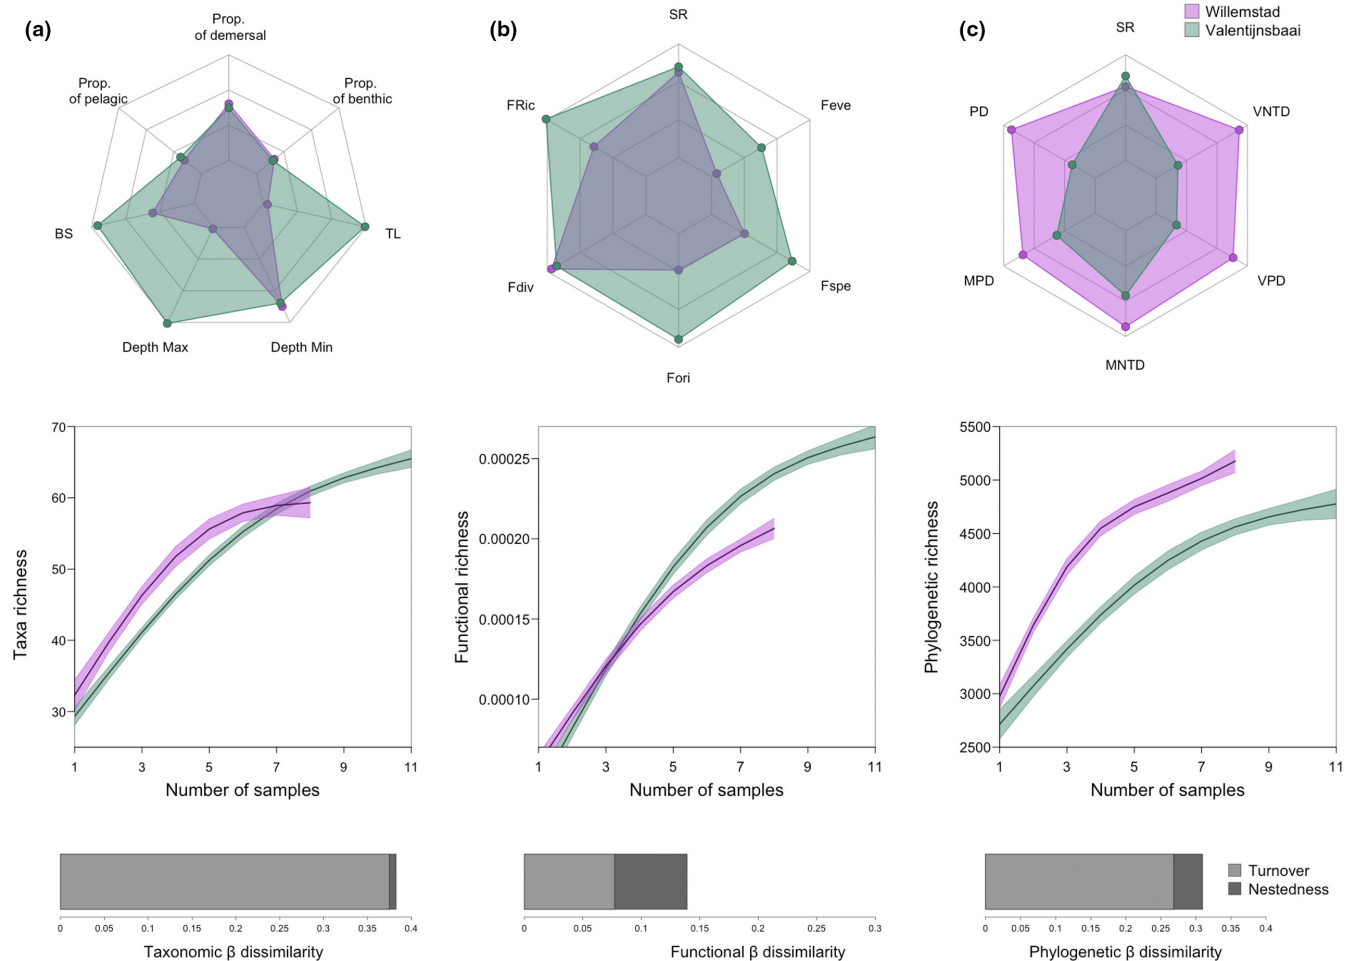 (a)
Prop.
of demersal
Prop.
of pelagic
Prop.
of benthic
BS
TL
Depth Max
Depth Min
(b)
SR
FRic
Feve
Fdiv
Fspe
Fori
(c)
Willemstad
Valentijnsbaai
SR
PD
VNTD
MPD
VPD
MNTD
Taxa richness
70
60
50
40
30
1 3 5 7 9 11
Number of samples
Functional richness
0.00025
0.00020
0.00015
0.00010
1 3 5 7 9 11
Number of samples
Phylogenetic richness
5500
5000
4500
4000
3500
3000
2500
1 3 5 7 9 11
Number of samples
0 0.05 0.1 0.15 0.2 0.25 0.3 0.35 0.4
Taxonomic β dissimilarity
0 0.05 0.1 0.15 0.2 0.25 0.3
Functional β dissimilarity
Turnover
Nestedness
0 0.05 0.1 0.15 0.2 0.25 0.3 0.35 0.4
Phylogenetic β dissimilarity